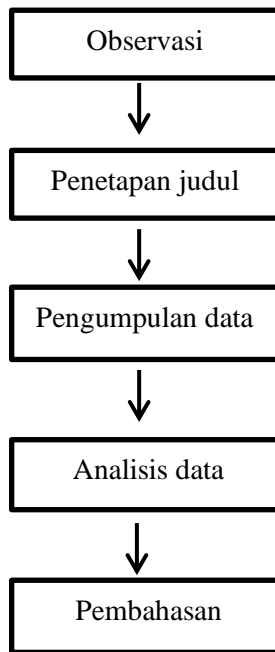 Observasi
Penetapan judul
Pengumpulan data
Analisis data
Pembahasan